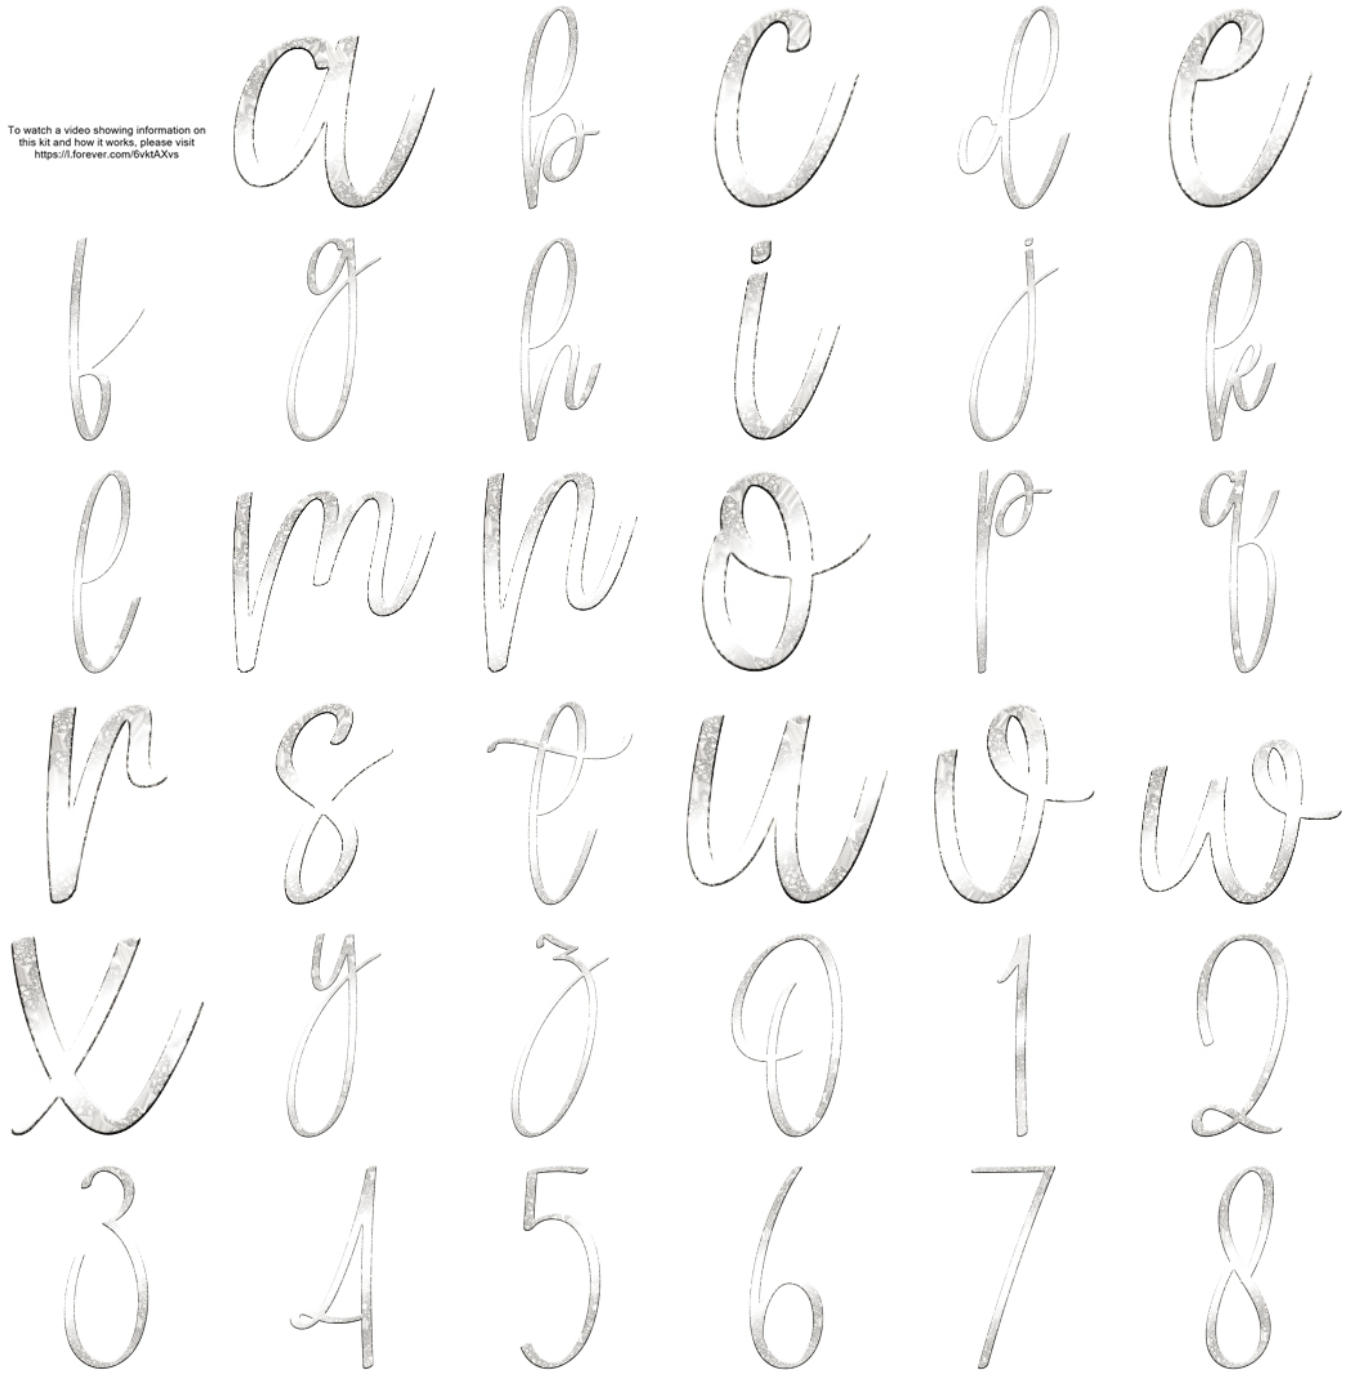 To watch a video showing information on
this kit and how it works, please visit
https://l.forever.com/6vktAXvs
a b c d e
f g h i j k
l m n o p q
r s t u v w
x y z 0 1 2
3 4 5 6 7 8